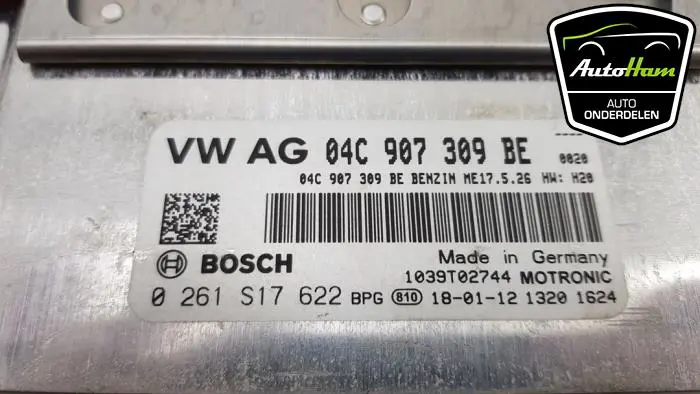 AutoHam
AUTO
ONDERDELEN
VW AG 04C 907 309 BE 0020
04C 907 309 BE BENZIN ME17.5.26 HW: H20
BOSCH
Made in Germany
1039T02744 MOTRONIC
0 261 S17 622 BPG 810 18-01-12 1320 1624